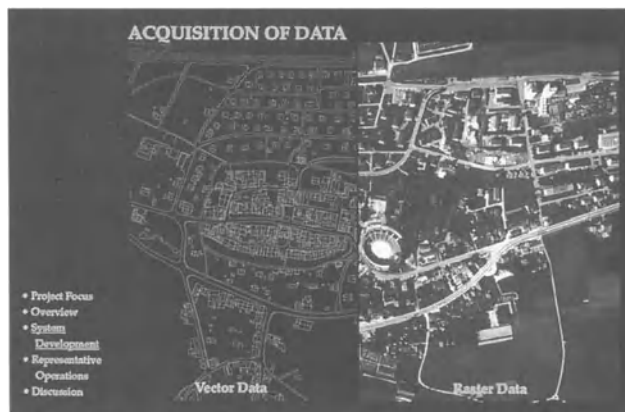 ACQUISITION OF DATA
• Project Focus
• Overview
• System
Development
• Representative
Operations
• Discussion
Vector Data
Raster Data